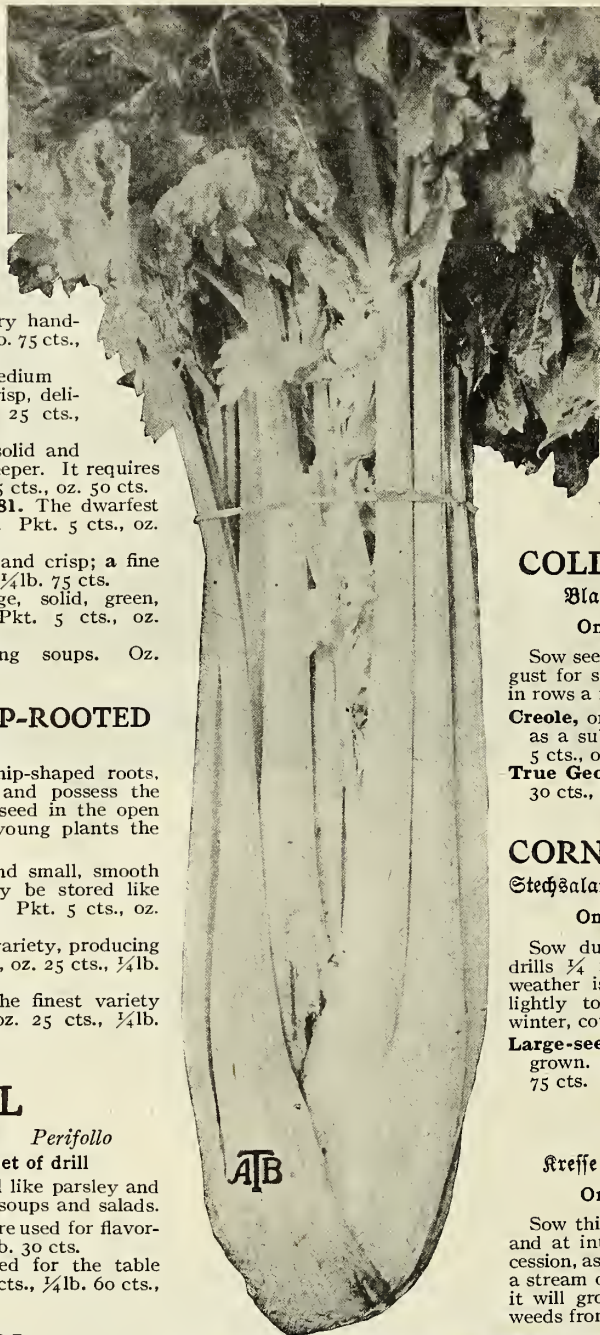 ry hand-
b. 75 cts.,
edium
isp, deli-
25 cts.,
solid and
eeper. It requires
5 cts., oz. 50 cts.
81. The dwarfest
. Pkt. 5 cts., oz.
and crisp; a fine
¼lb. 75 cts.
ge, solid, green,
Pkt. 5 cts., oz.
ng soups. Oz.
P-ROOTED
nip-shaped roots,
and possess the
seed in the open
young plants the
nd small, smooth
y be stored like
Pkt. 5 cts., oz.
variety, producing
, oz. 25 cts., ¼lb.
he finest variety
oz. 25 cts., ¼lb.
L
Perifollo
et of drill
l like parsley and
soups and salads.
re used for flavor-
b. 30 cts.
ed for the table
cts., ¼lb. 60 cts.,
ATB
COLL
Bla
On
Sow see
gust for s
in rows a
Creole, o
as a su
5 cts., o
True Geo
30 cts.,
CORN
Stechsala
On
Sow du
drills ¼
weather is
lightly to
winter, co
Large-see
grown.
75 cts.
Kresse
On
Sow thi
and at in
cession, as
a stream o
it will gro
weeds from